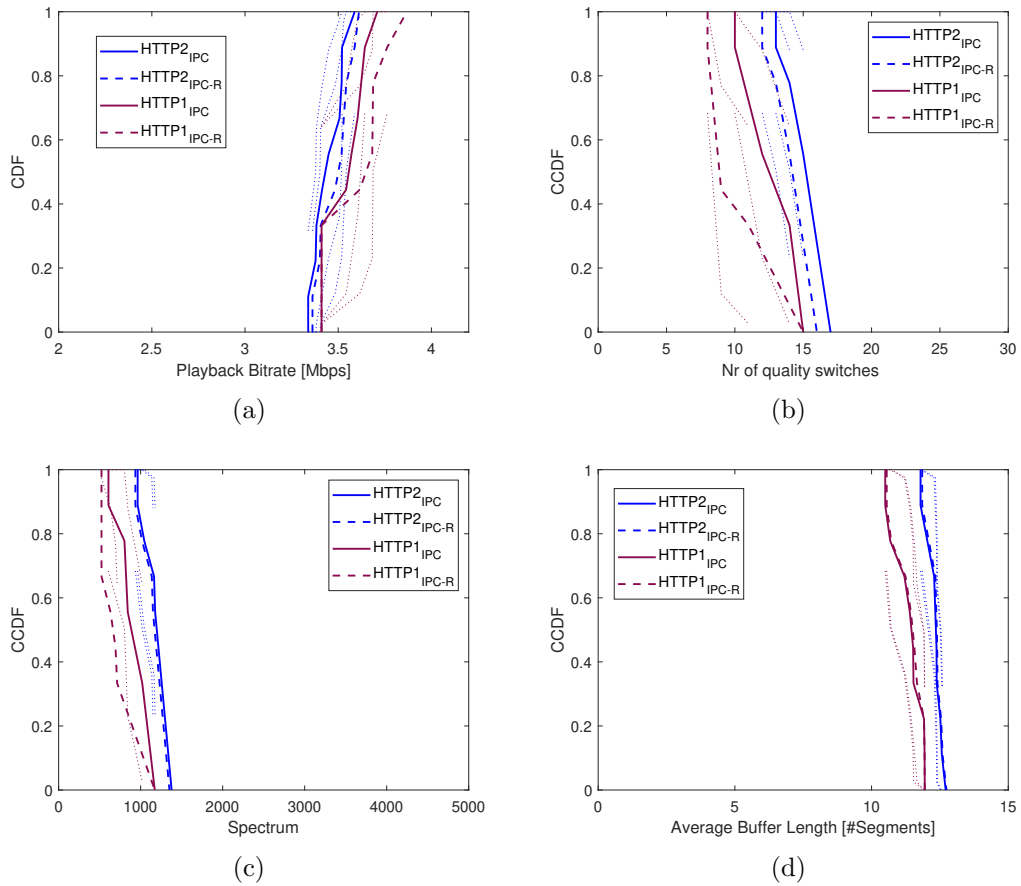 1
0.8
0.6
0.4
0.2
0
CDF
HTTP2IPC
HTTP2IPC-R
HTTP1IPC
HTTP1IPC-R
2 2.5 3 3.5 4
Playback Bitrate [Mbps]
(a)
1
0.8
0.6
0.4
0.2
0
CCDF
HTTP2IPC
HTTP2IPC-R
HTTP1IPC
HTTP1IPC-R
0 5 10 15 20 25 30
Nr of quality switches
(b)
1
0.8
0.6
0.4
0.2
0
CCDF
HTTP2IPC
HTTP2IPC-R
HTTP1IPC
HTTP1IPC-R
0 1000 2000 3000 4000 5000
Spectrum
(c)
1
0.8
0.6
0.4
0.2
0
CCDF
HTTP2IPC
HTTP2IPC-R
HTTP1IPC
HTTP1IPC-R
0 5 10 15
Average Buffer Length [#Segments]
(d)